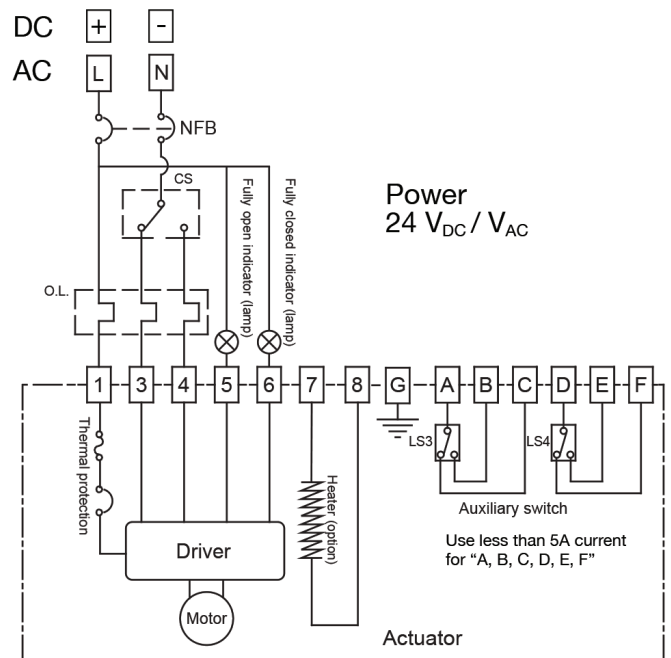 DC + -
AC L N
NFB
CS
Fully open indicator (lamp)
Fully closed indicator (lamp)
Power
24 VDC / VAC
O.L.
1 3 4 5 6 7 8 G A B C D E F
Thermal protection
Heater (option)
LS3
LS4
Auxiliary switch
Use less than 5A current
for “A, B, C, D, E, F”
Driver
Motor
Actuator